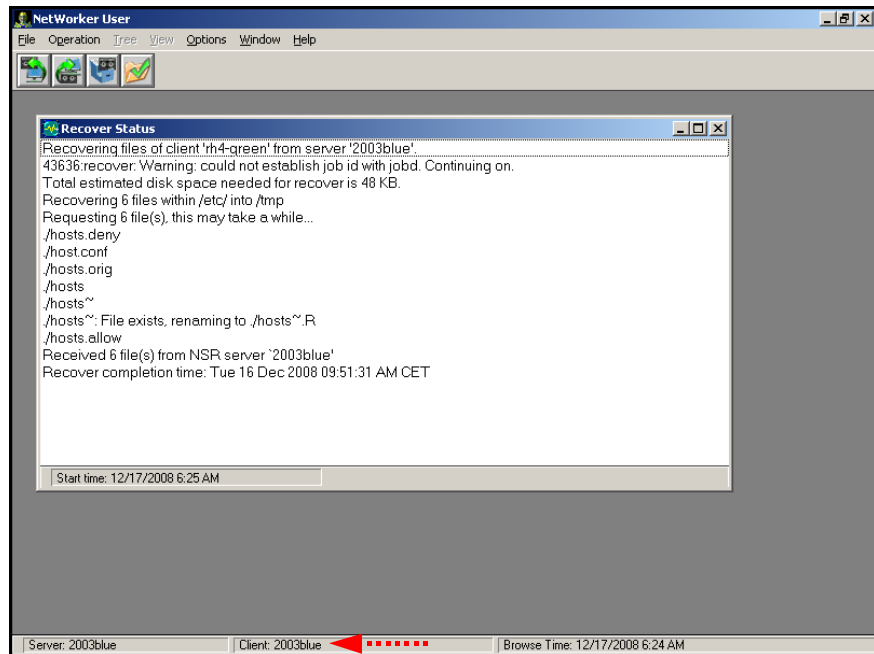 NetWorker User
File Operation Tree View Options Window Help
Recover Status
Recovering files of client 'rh4-green' from server '2003blue'.
43636:recover: Warning: could not establish job id with jobd. Continuing on.
Total estimated disk space needed for recover is 48 KB.
Recovering 6 files within /etc/ into /tmp
Requesting 6 file(s), this may take a while...
./hosts.deny
./host.conf
./hosts.orig
./hosts
./hosts~
./hosts~: File exists, renaming to ./hosts~.R
./hosts.allow
Received 6 file(s) from NSR server `2003blue'
Recover completion time: Tue 16 Dec 2008 09:51:31 AM CET
Start time: 12/17/2008 6:25 AM
Server: 2003blue Client: 2003blue Browse Time: 12/17/2008 6:24 AM